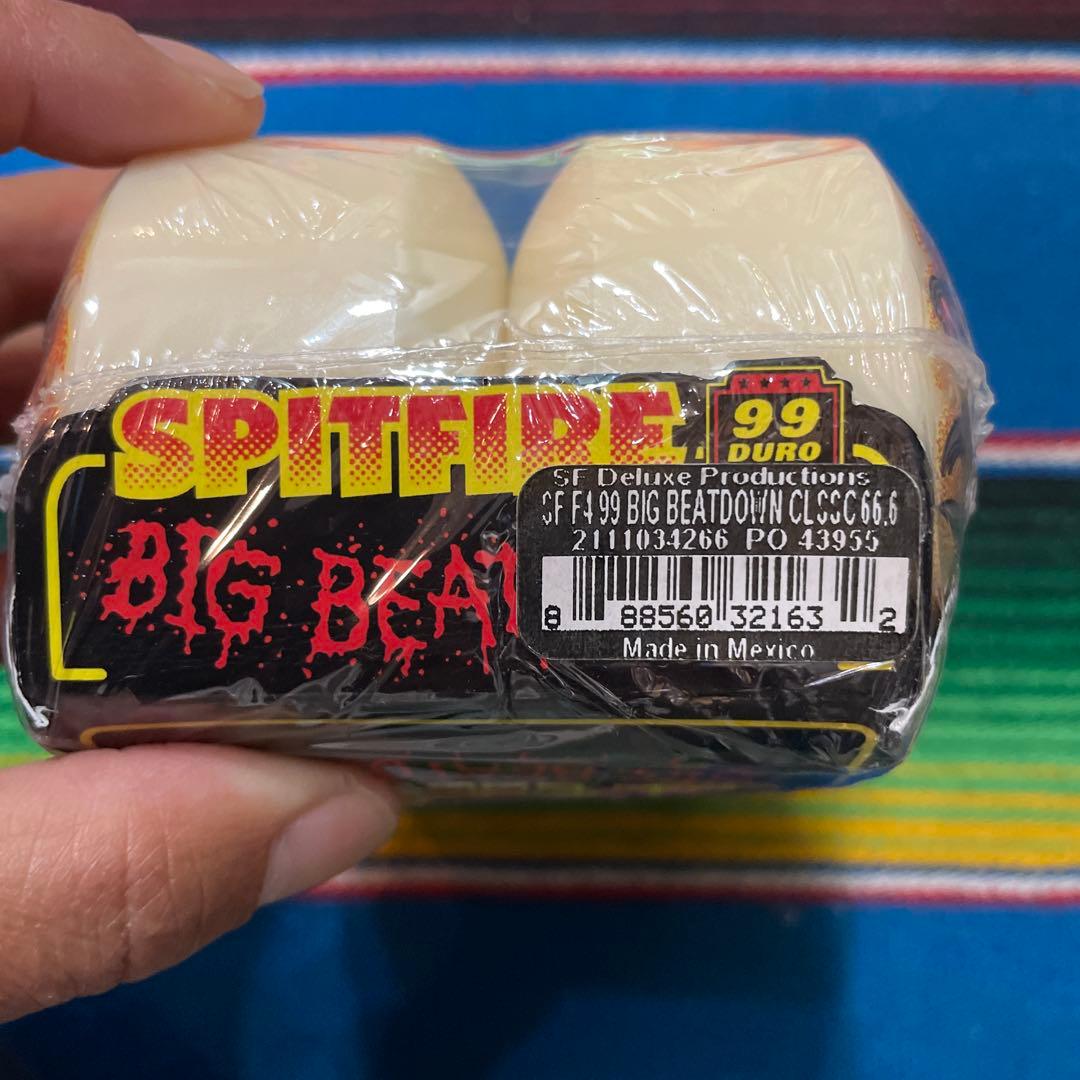 SPITFIRE
99
DURO
BIG BEAT
SF Deluxe Productions
SF F4 99 BIG BEATDOWN CLSSC 66.6
2111034266 PO 43955
8 88560 32163 2
Made in Mexico